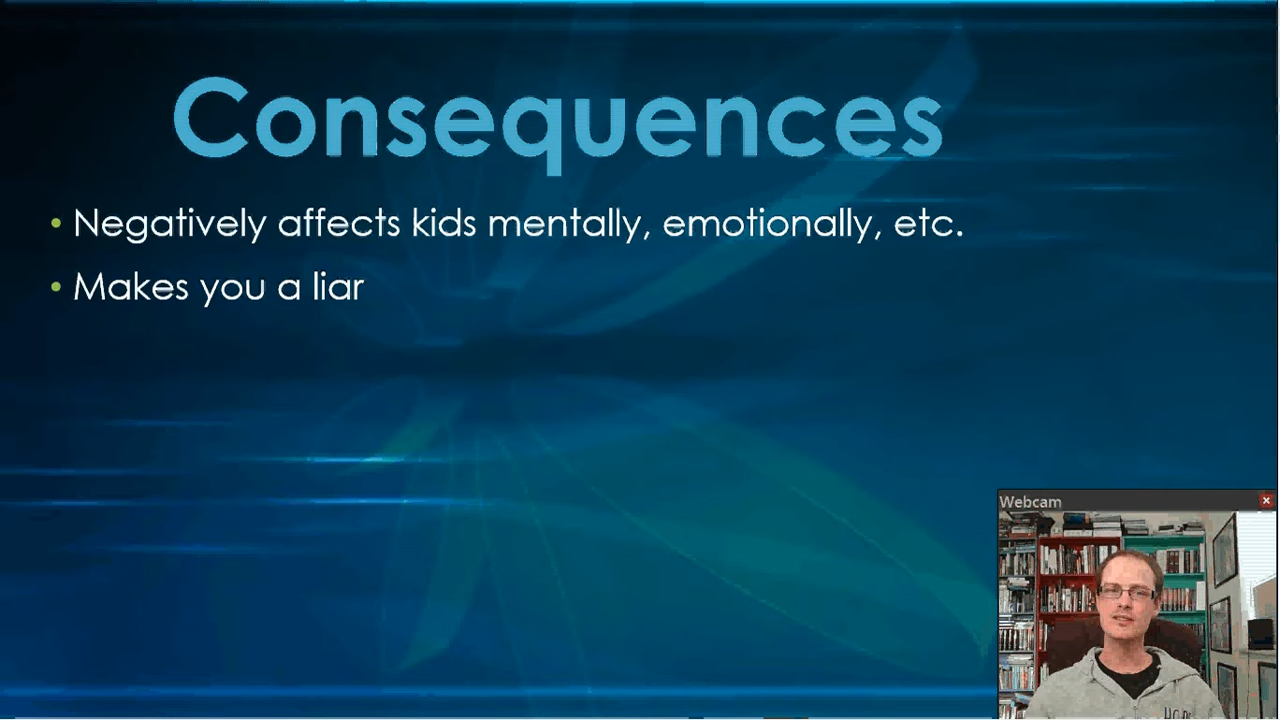 Consequences
• Negatively affects kids mentally, emotionally, etc.
• Makes you a liar
Webcam